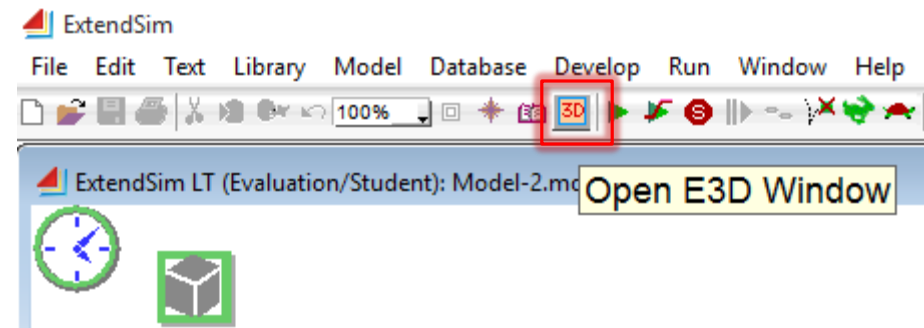 ExtendSim
File Edit Text Library Model Database Develop Run Window Help
100% 3D
ExtendSim LT (Evaluation/Student): Model-2.mo
Open E3D Window